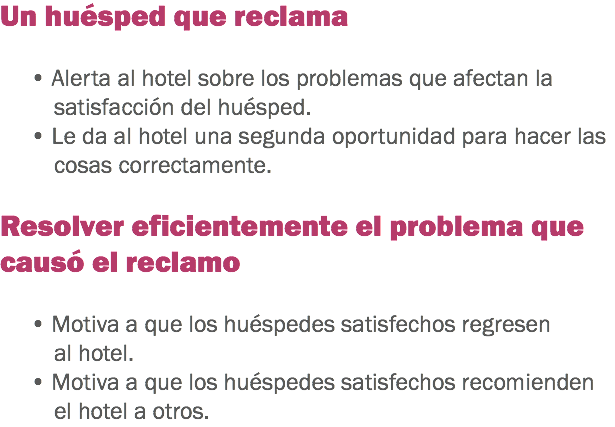 Un huésped que reclama
• Alerta al hotel sobre los problemas que afectan la
satisfacción del huésped.
• Le da al hotel una segunda oportunidad para hacer las
cosas correctamente.
Resolver eficientemente el problema que
causó el reclamo
• Motiva a que los huéspedes satisfechos regresen
al hotel.
• Motiva a que los huéspedes satisfechos recomienden
el hotel a otros.